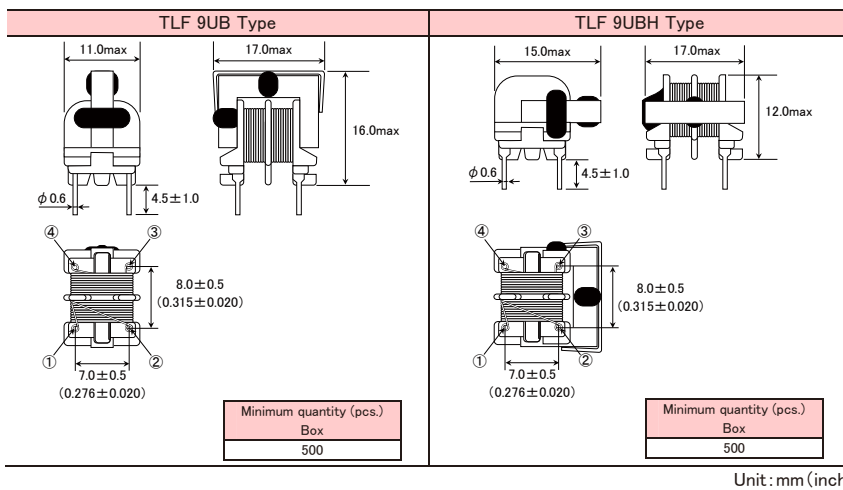 TLF 9UB Type
11.0max
17.0max
16.0max
φ0.6
4.5±1.0
④
③
8.0±0.5
(0.315±0.020)
①
②
7.0±0.5
(0.276±0.020)
Minimum quantity (pcs.)
Box
500
TLF 9UBH Type
15.0max
17.0max
12.0max
φ0.6
4.5±1.0
④
③
8.0±0.5
(0.315±0.020)
①
②
7.0±0.5
(0.276±0.020)
Minimum quantity (pcs.)
Box
500
Unit:mm(inch